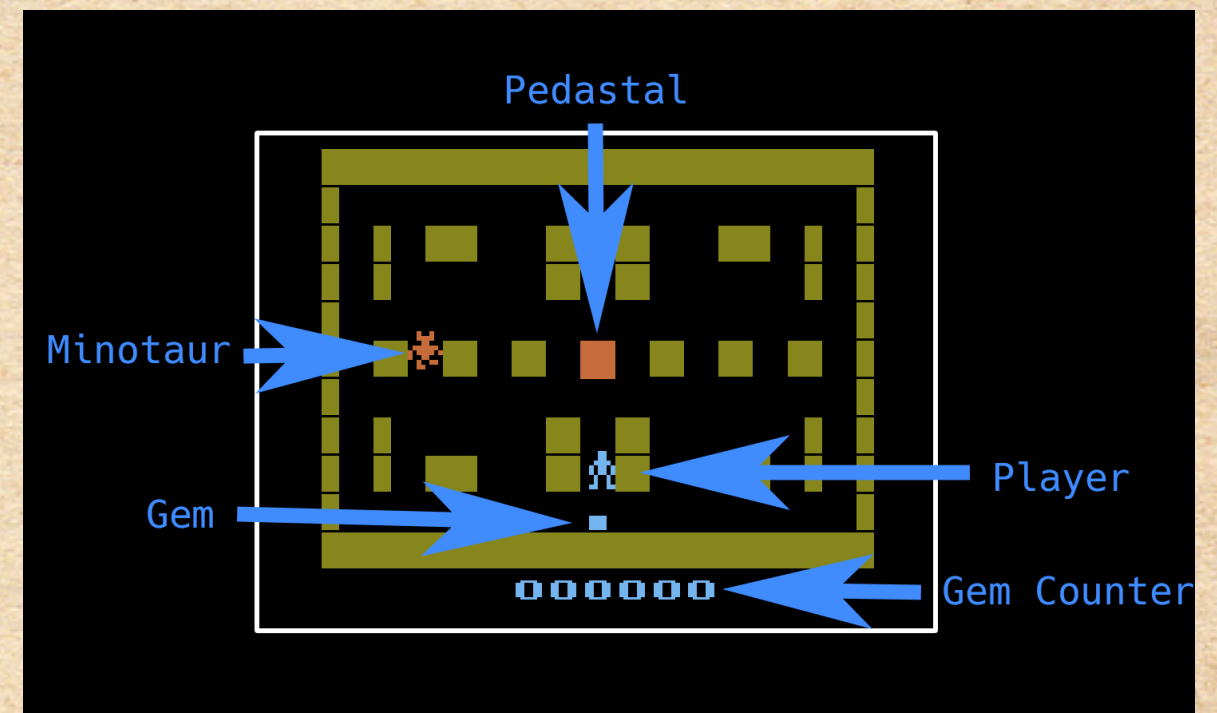 Pedastal
Minotaur
Player
Gem
Gem Counter
000000